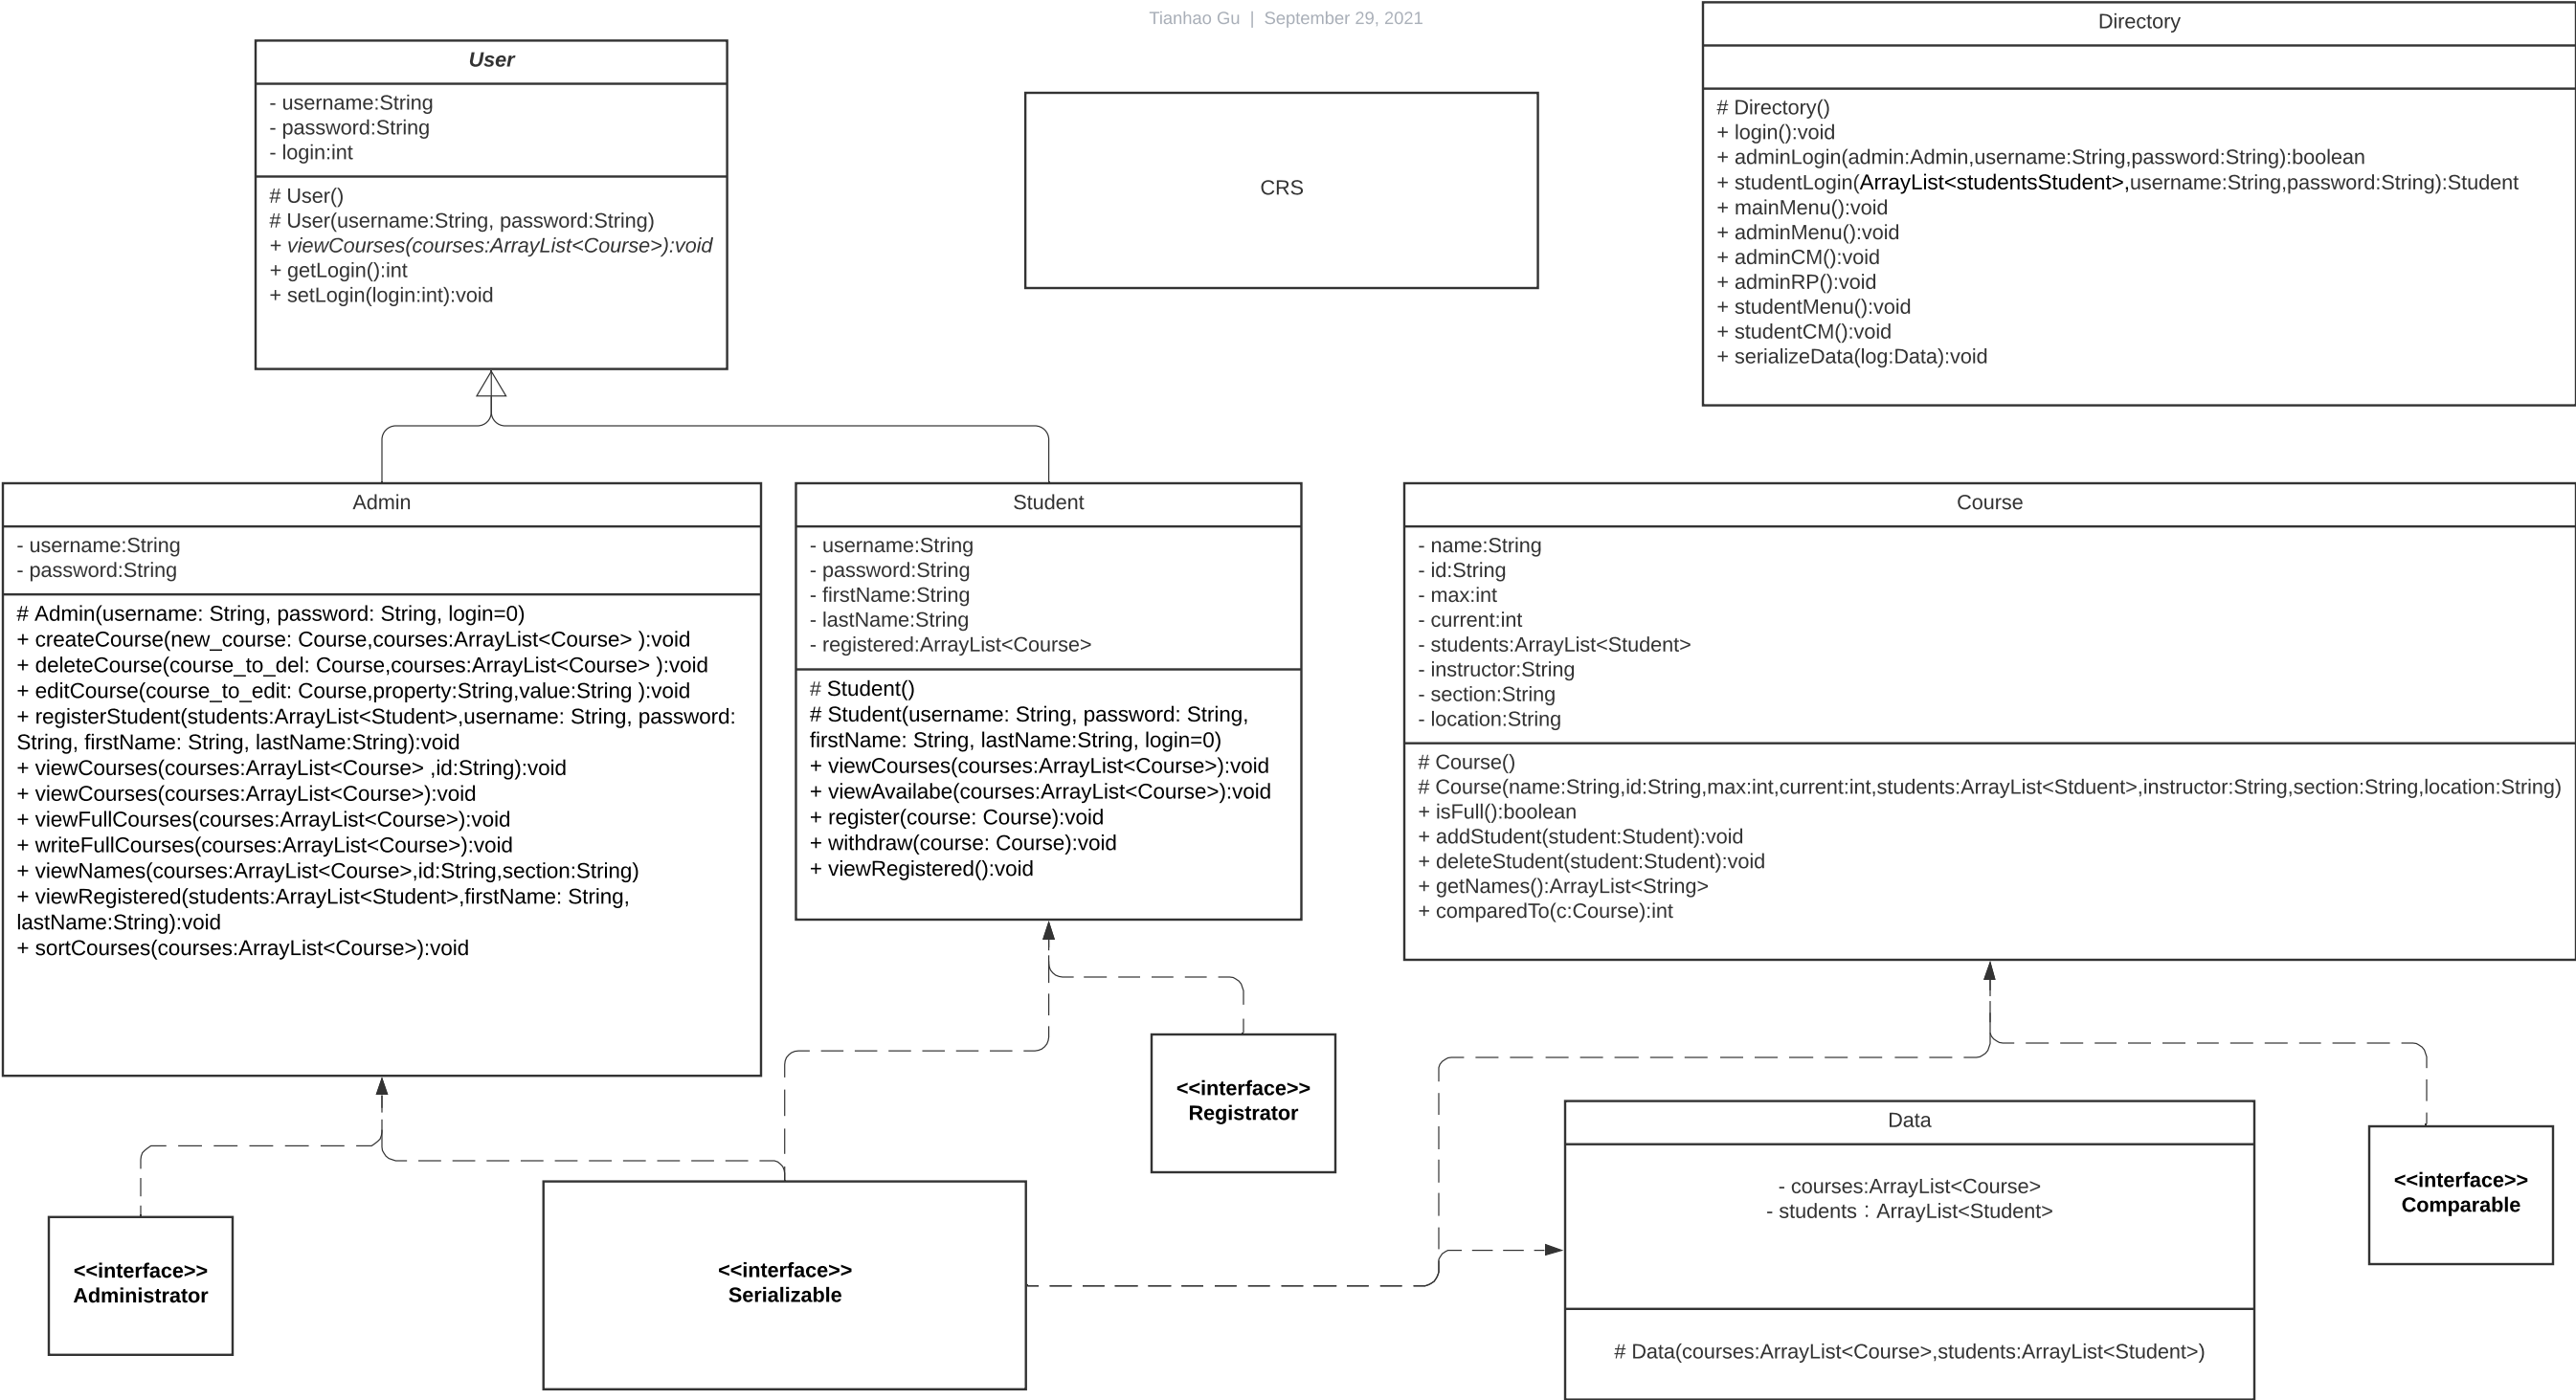 Tianhao Gu | September 29, 2021
User
- username:String
- password:String
- login:int
# User()
# User(username:String, password:String)
+ viewCourses(courses:ArrayList<Course>):void
+ getLogin():int
+ setLogin(login:int):void
CRS
Directory
# Directory()
+ login():void
+ adminLogin(admin:Admin,username:String,password:String):boolean
+ studentLogin(ArrayList<studentsStudent>,username:String,password:String):Student
+ mainMenu():void
+ adminMenu():void
+ adminCM():void
+ adminRP():void
+ studentMenu():void
+ studentCM():void
+ serializeData(log:Data):void
Admin
- username:String
- password:String
# Admin(username: String, password: String, login=0)
+ createCourse(new_course: Course,courses:ArrayList<Course> ):void
+ deleteCourse(course_to_del: Course,courses:ArrayList<Course> ):void
+ editCourse(course_to_edit: Course,property:String,value:String ):void
+ registerStudent(students:ArrayList<Student>,username: String, password:
String, firstName: String, lastName:String):void
+ viewCourses(courses:ArrayList<Course> ,id:String):void
+ viewCourses(courses:ArrayList<Course>):void
+ viewFullCourses(courses:ArrayList<Course>):void
+ writeFullCourses(courses:ArrayList<Course>):void
+ viewNames(courses:ArrayList<Course>,id:String,section:String)
+ viewRegistered(students:ArrayList<Student>,firstName: String,
lastName:String):void
+ sortCourses(courses:ArrayList<Course>):void
Student
- username:String
- password:String
- firstName:String
- lastName:String
- registered:ArrayList<Course>
# Student()
# Student(username: String, password: String,
firstName: String, lastName:String, login=0)
+ viewCourses(courses:ArrayList<Course>):void
+ viewAvailabe(courses:ArrayList<Course>):void
+ register(course: Course):void
+ withdraw(course: Course):void
+ viewRegistered():void
Course
- name:String
- id:String
- max:int
- current:int
- students:ArrayList<Student>
- instructor:String
- section:String
- location:String
# Course()
# Course(name:String,id:String,max:int,current:int,students:ArrayList<Stduent>,instructor:String,section:String,location:String)
+ isFull():boolean
+ addStudent(student:Student):void
+ deleteStudent(student:Student):void
+ getNames():ArrayList<String>
+ comparedTo(c:Course):int
<<interface>>
Registrator
Data
- courses:ArrayList<Course>
- students：ArrayList<Student>
# Data(courses:ArrayList<Course>,students:ArrayList<Student>)
<<interface>>
Comparable
<<interface>>
Administrator
<<interface>>
Serializable